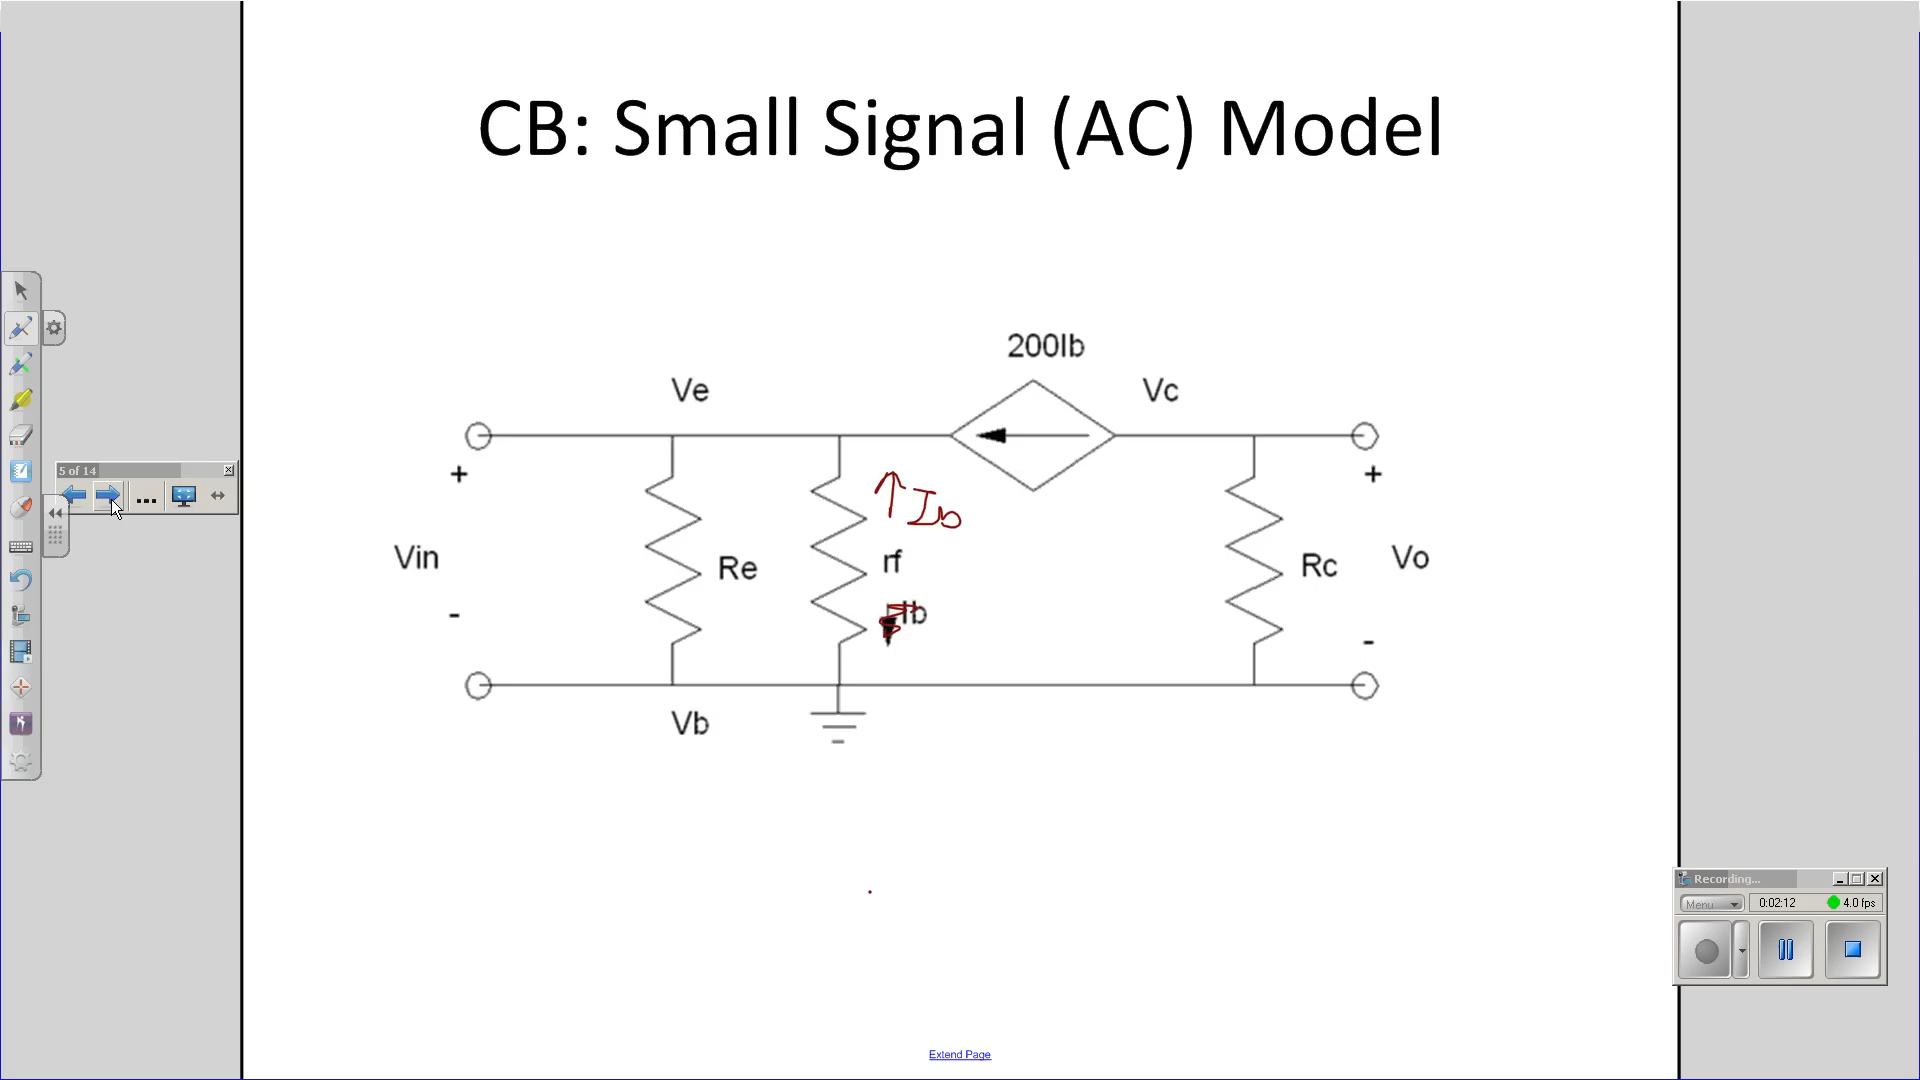 CB: Small Signal (AC) Model
200Ib
Ve
Vc
+
+
Ib
5 of 14
Vin
Re
rf
Rc
Vo
Ib
-
-
Vb
Recording...
Menu
0:02:12
4.0 fps
Extend Page